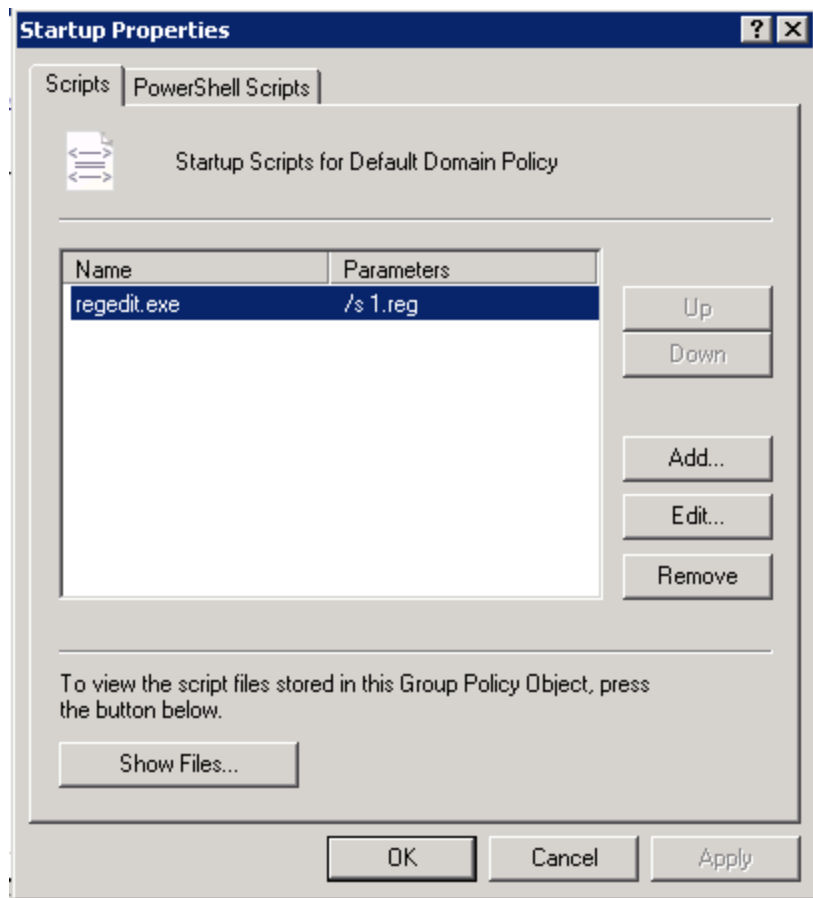 Startup Properties
Scripts
PowerShell Scripts
Startup Scripts for Default Domain Policy
Name Parameters
regedit.exe /s 1.reg
Up
Down
Add...
Edit...
Remove
To view the script files stored in this Group Policy Object, press
the button below.
Show Files...
OK Cancel Apply